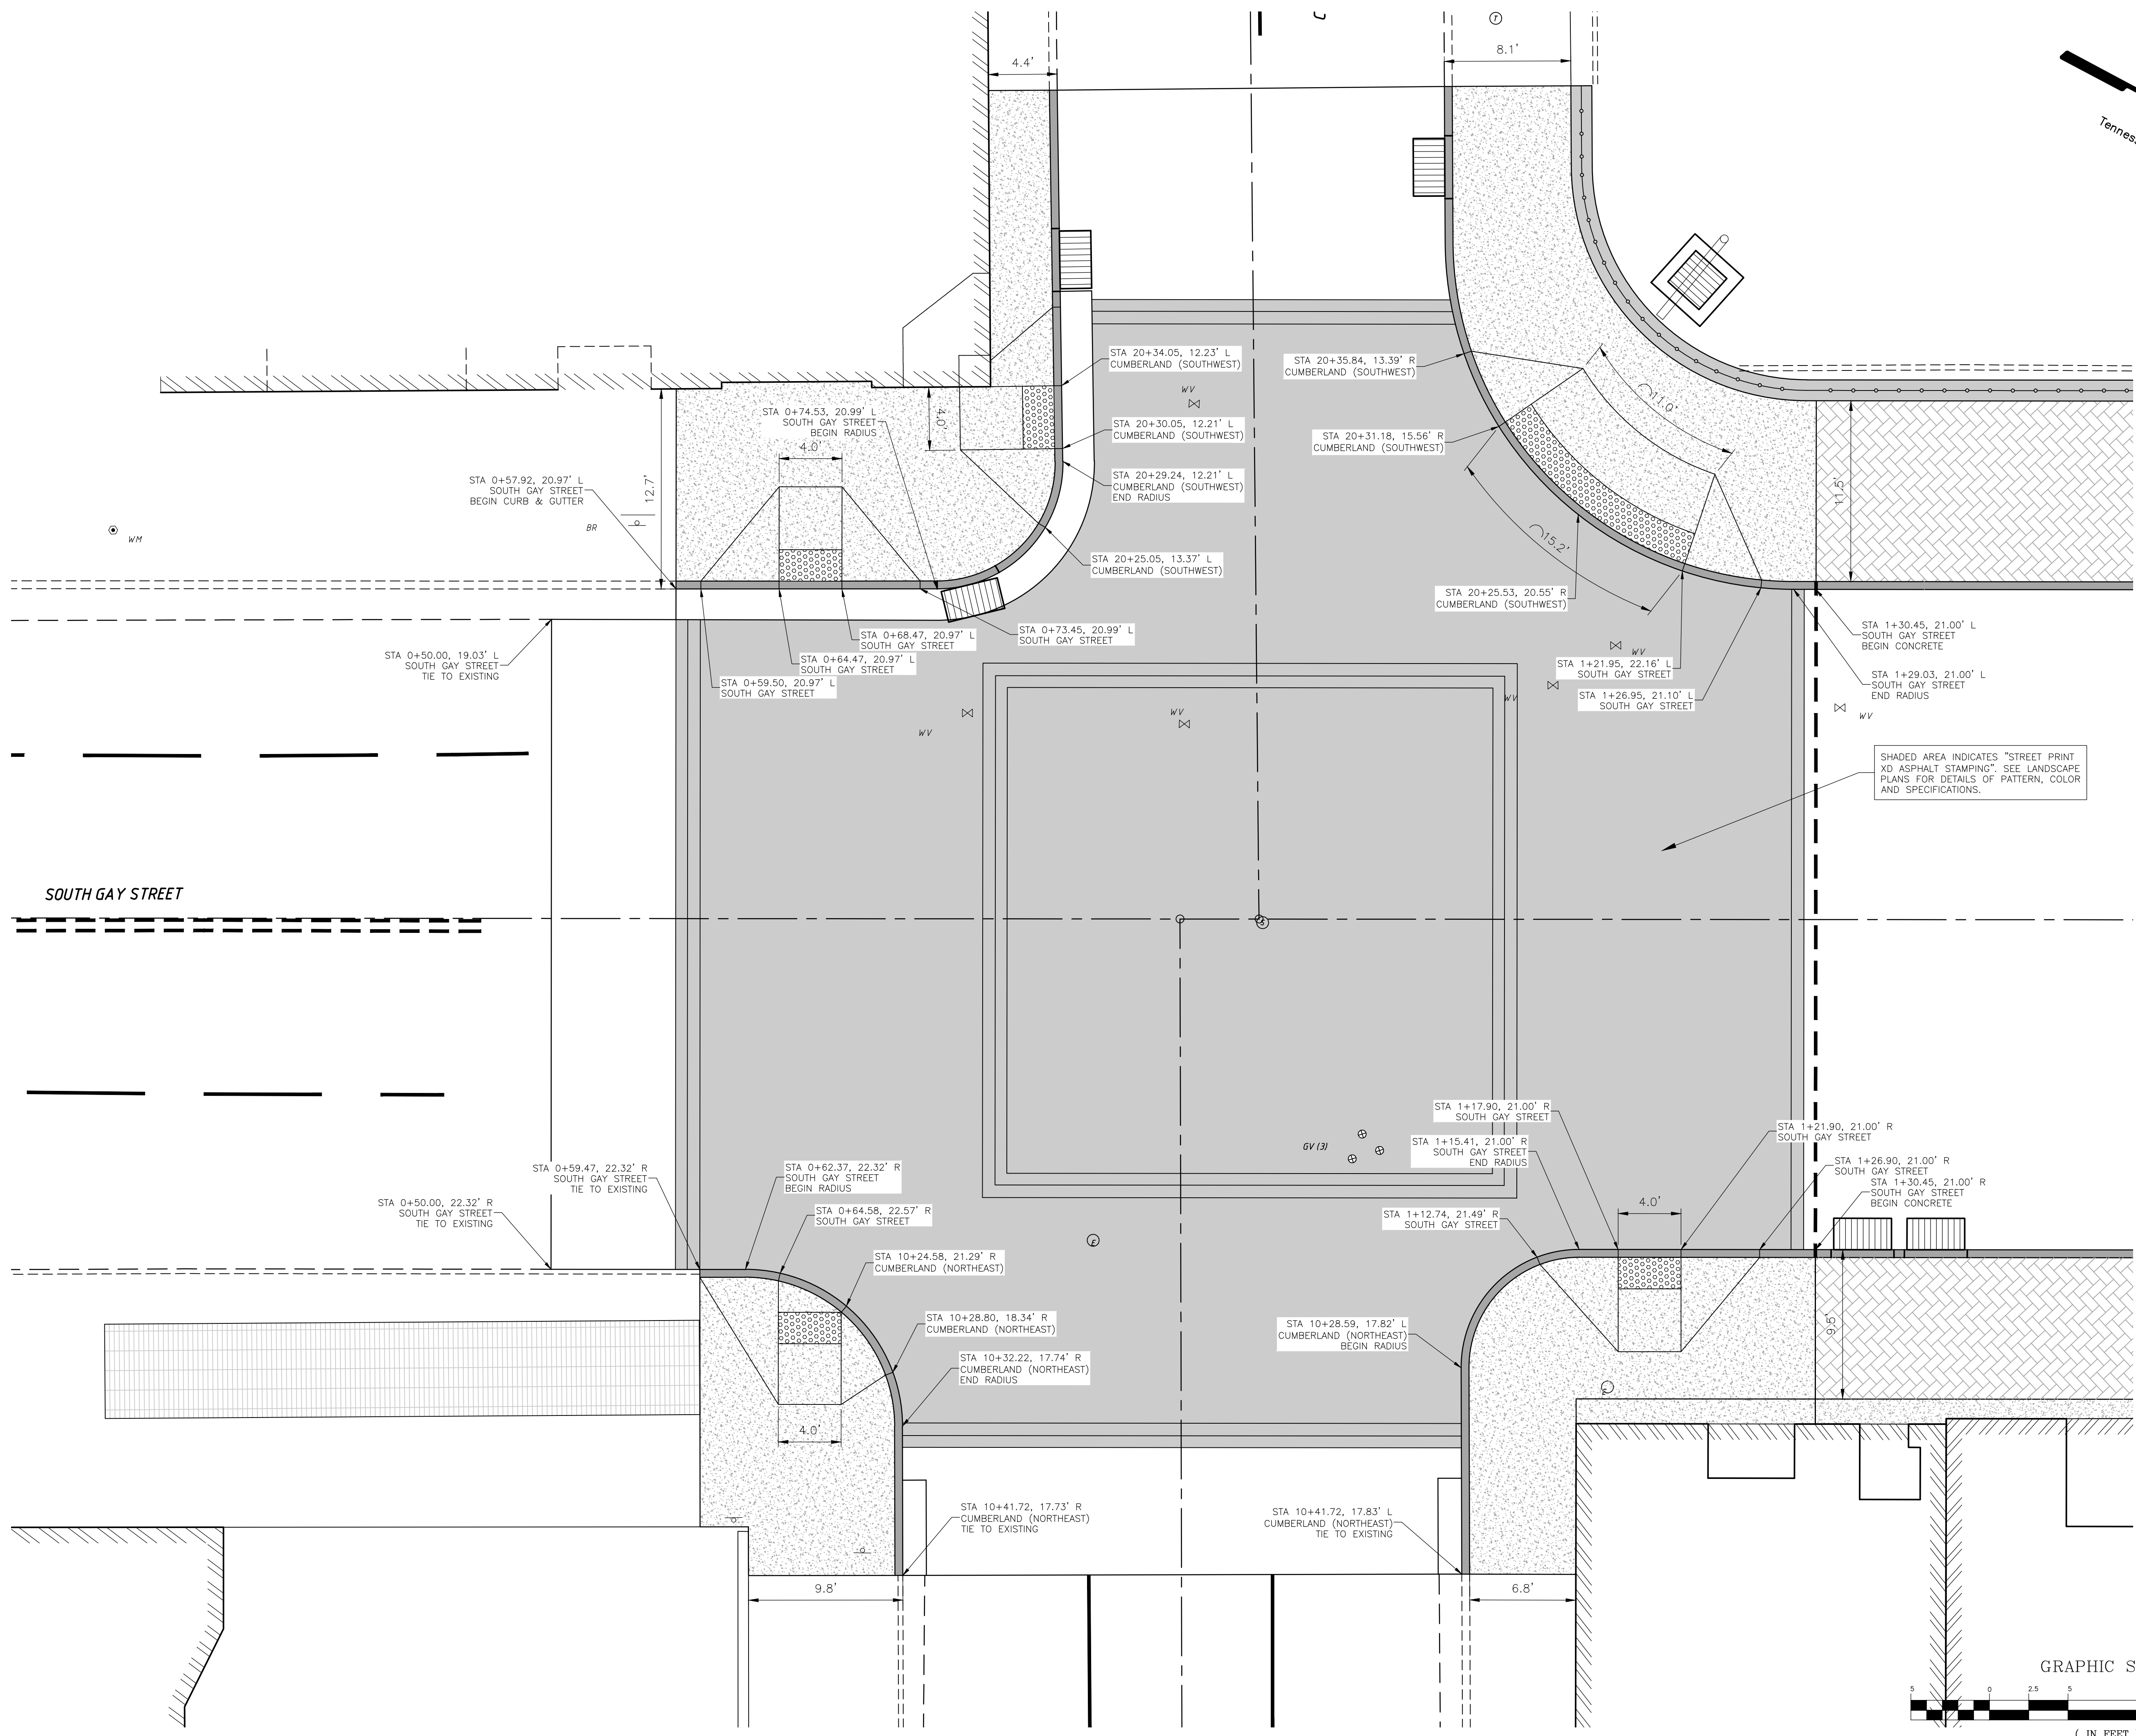 4.4'
8.1'
T
4.0'
STA 20+34.05, 12.23' L
CUMBERLAND (SOUTHWEST)
WV
STA 20+35.84, 13.39' R
CUMBERLAND (SOUTHWEST)
11.0'
STA 0+74.53, 20.99' L
SOUTH GAY STREET
BEGIN RADIUS
4.0'
STA 20+30.05, 12.21' L
CUMBERLAND (SOUTHWEST)
STA 20+31.18, 15.56' R
CUMBERLAND (SOUTHWEST)
STA 0+57.92, 20.97' L
SOUTH GAY STREET
BEGIN CURB & GUTTER
12.7'
STA 20+29.24, 12.21' L
CUMBERLAND (SOUTHWEST)
END RADIUS
11.5'
BR
WM
15.2'
STA 20+25.05, 13.37' L
CUMBERLAND (SOUTHWEST)
STA 20+25.53, 20.55' R
CUMBERLAND (SOUTHWEST)
STA 0+50.00, 19.03' L
SOUTH GAY STREET
TIE TO EXISTING
STA 0+68.47, 20.97' L
SOUTH GAY STREET
STA 0+73.45, 20.99' L
SOUTH GAY STREET
STA 0+64.47, 20.97' L
SOUTH GAY STREET
STA 0+59.50, 20.97' L
SOUTH GAY STREET
WV
STA 1+21.95, 22.16' L
SOUTH GAY STREET
STA 1+26.95, 21.10' L
SOUTH GAY STREET
STA 1+30.45, 21.00' L
SOUTH GAY STREET
BEGIN CONCRETE
STA 1+29.03, 21.00' L
SOUTH GAY STREET
END RADIUS
WV
WV
WV
WV
SHADED AREA INDICATES "STREET PRINT
XD ASPHALT STAMPING". SEE LANDSCAPE
PLANS FOR DETAILS OF PATTERN, COLOR
AND SPECIFICATIONS.
SOUTH GAY STREET
S
STA 0+59.47, 22.32' R
SOUTH GAY STREET
TIE TO EXISTING
STA 0+62.37, 22.32' R
SOUTH GAY STREET
BEGIN RADIUS
GV (3)
STA 1+17.90, 21.00' R
SOUTH GAY STREET
STA 1+15.41, 21.00' R
SOUTH GAY STREET
END RADIUS
STA 1+21.90, 21.00' R
SOUTH GAY STREET
STA 1+26.90, 21.00' R
SOUTH GAY STREET
STA 1+30.45, 21.00' R
SOUTH GAY STREET
BEGIN CONCRETE
STA 0+50.00, 22.32' R
SOUTH GAY STREET
TIE TO EXISTING
STA 0+64.58, 22.57' R
SOUTH GAY STREET
4.0'
STA 1+12.74, 21.49' R
SOUTH GAY STREET
E
STA 10+24.58, 21.29' R
CUMBERLAND (NORTHEAST)
STA 10+28.80, 18.34' R
CUMBERLAND (NORTHEAST)
STA 10+28.59, 17.82' L
CUMBERLAND (NORTHEAST)
BEGIN RADIUS
9.5'
STA 10+32.22, 17.74' R
CUMBERLAND (NORTHEAST)
END RADIUS
E
4.0'
STA 10+41.72, 17.73' R
CUMBERLAND (NORTHEAST)
TIE TO EXISTING
STA 10+41.72, 17.83' L
CUMBERLAND (NORTHEAST)
TIE TO EXISTING
9.8'
6.8'
GRAPHIC S
5 0 2.5 5
( IN FEET